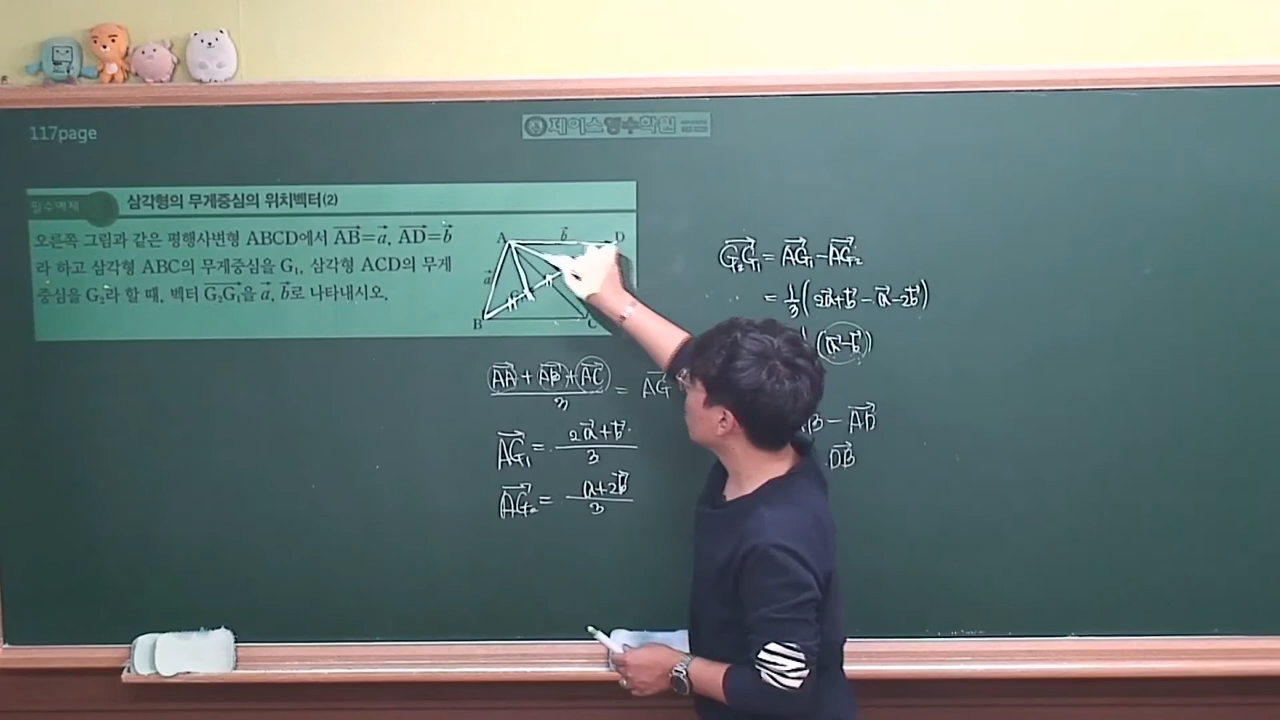 117page
제이스영수학원
필수예제
삼각형의 무게중심의 위치벡터(2)
오른쪽 그림과 같은 평행사변형 ABCD에서 AB=a, AD=b
라 하고 삼각형 ABC의 무게중심을 G₁, 삼각형 ACD의 무게
중심을 G₂라 할 때, 벡터 G₂G₁을 a, b로 나타내시오.
A b D
a
B C
G₂G₁ = AG₁ - AG₂
= 1/3 (2a+b-a-2b)
(a-b)
(AA + AB + AC)/3 = AG
AG₁ = (2a+b)/3
AG₂ = (a+2b)/3
B - AD
DB